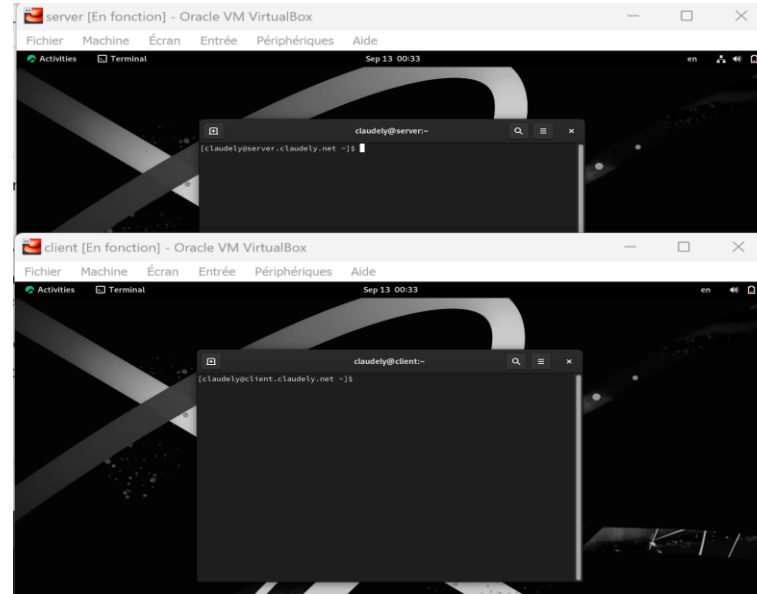 server [En fonction] - Oracle VM VirtualBox
Fichier Machine Écran Entrée Périphériques Aide
Activities Terminal Sep 13 00:33 en
claudely@server:~
[claudely@server.claudely.net ~]$
client [En fonction] - Oracle VM VirtualBox
Fichier Machine Écran Entrée Périphériques Aide
Activities Terminal Sep 13 00:33 en
claudely@client:~
[claudely@client.claudely.net ~]$